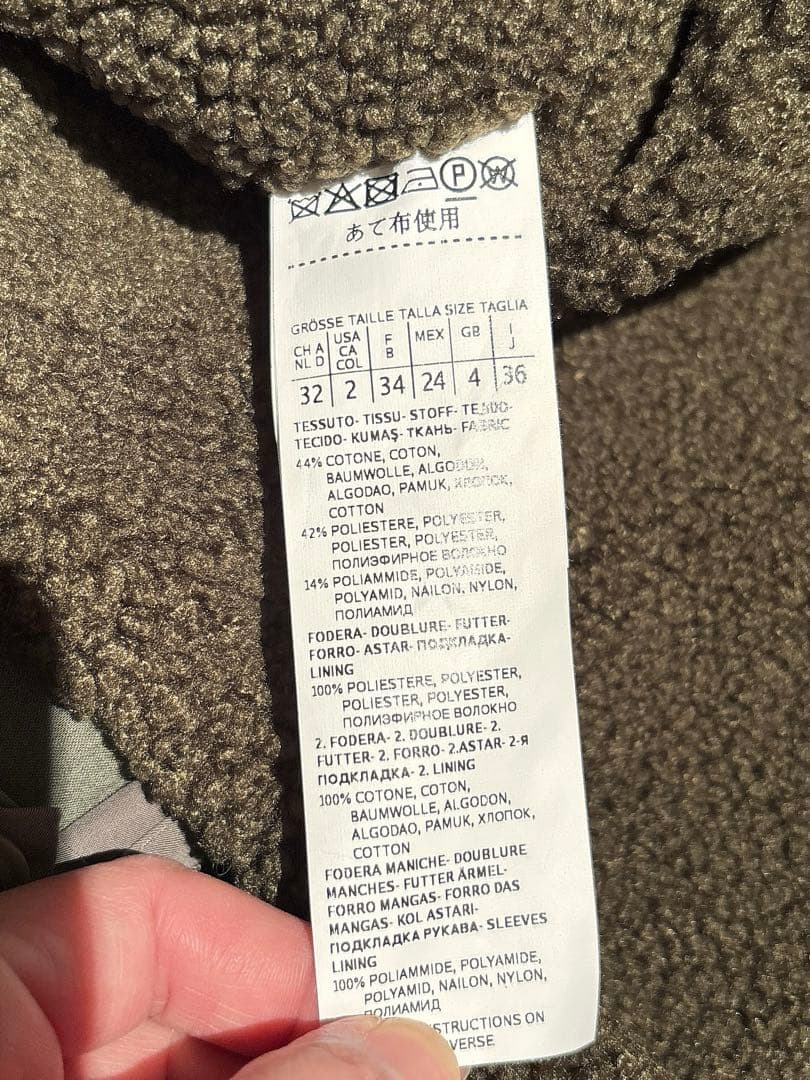 P W
あて布使用
GRÖSSE TAILLE TALLA SIZE TAGLIA
CH A NL D USA CA COL F B MEX GB I J
32 2 34 24 4 36
TESSUTO- TISSU- STOFF- TEJIDO-
TECIDO- KUMAŞ- ТКАНЬ- FABRIC
44% COTONE, COTON,
BAUMWOLLE, ALGODON,
ALGODAO, PAMUK, ХЛОПОК,
COTTON
42% POLIESTERE, POLYESTER,
POLIESTER, POLYESTER,
ПОЛИЭФИРНОЕ ВОЛОКНО
14% POLIAMMIDE, POLYAMIDE,
POLYAMID, NAILON, NYLON,
ПОЛИАМИД
FODERA- DOUBLURE- FUTTER-
FORRO- ASTAR- ПОДКЛАДКА-
LINING
100% POLIESTERE, POLYESTER,
POLIESTER, POLYESTER,
ПОЛИЭФИРНОЕ ВОЛОКНО
2. FODERA- 2. DOUBLURE- 2.
FUTTER- 2. FORRO- 2.ASTAR- 2-Я
ПОДКЛАДКА- 2. LINING
100% COTONE, COTON,
BAUMWOLLE, ALGODON,
ALGODAO, PAMUK, ХЛОПОК,
COTTON
FODERA MANICHE- DOUBLURE
MANCHES- FUTTER ÄRMEL-
FORRO MANGAS- FORRO DAS
MANGAS- KOL ASTARI-
ПОДКЛАДКА РУКАВА- SLEEVES
LINING
100% POLIAMMIDE, POLYAMIDE,
POLYAMID, NAILON, NYLON,
ПОЛИАМИД
STRUCTIONS ON
VERSE